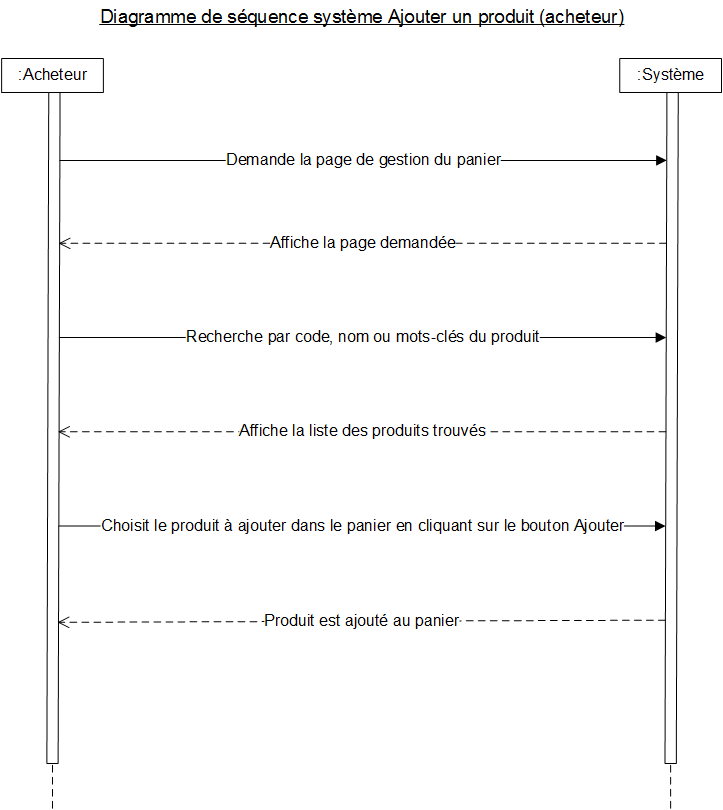 Diagramme de séquence système Ajouter un produit (acheteur)
:Acheteur
:Système
Demande la page de gestion du panier
Affiche la page demandée
Recherche par code, nom ou mots-clés du produit
Affiche la liste des produits trouvés
Choisit le produit à ajouter dans le panier en cliquant sur le bouton Ajouter
Produit est ajouté au panier